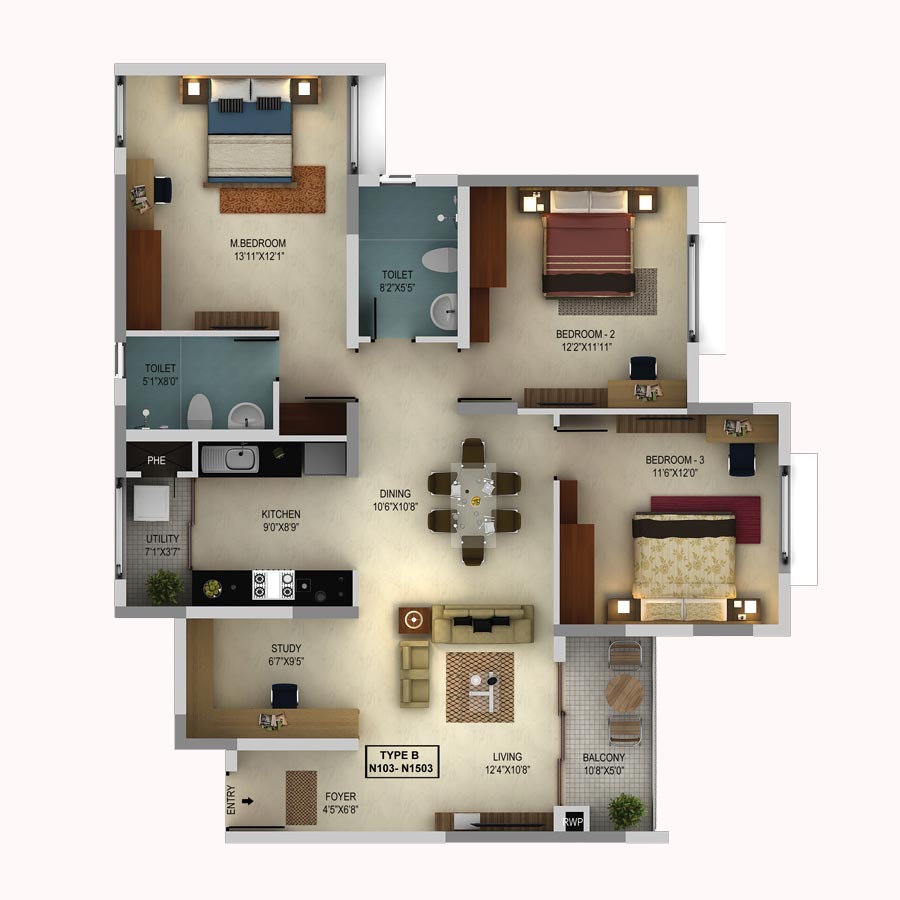 M.BEDROOM
13'11"X12'1"
TOILET
8'2"X5'5"
BEDROOM - 2
12'2"X11'11"
TOILET
5'1"X8'0"
PHE
BEDROOM - 3
11'6"X12'0"
DINING
10'6"X10'8"
KITCHEN
9'0"X8'9"
UTILITY
7'1"X3'7"
STUDY
6'7"X9'5"
TYPE B
N103- N1503
LIVING
12'4"X10'8"
BALCONY
10'8"X5'0"
ENTRY
FOYER
4'5"X6'8"
RWP